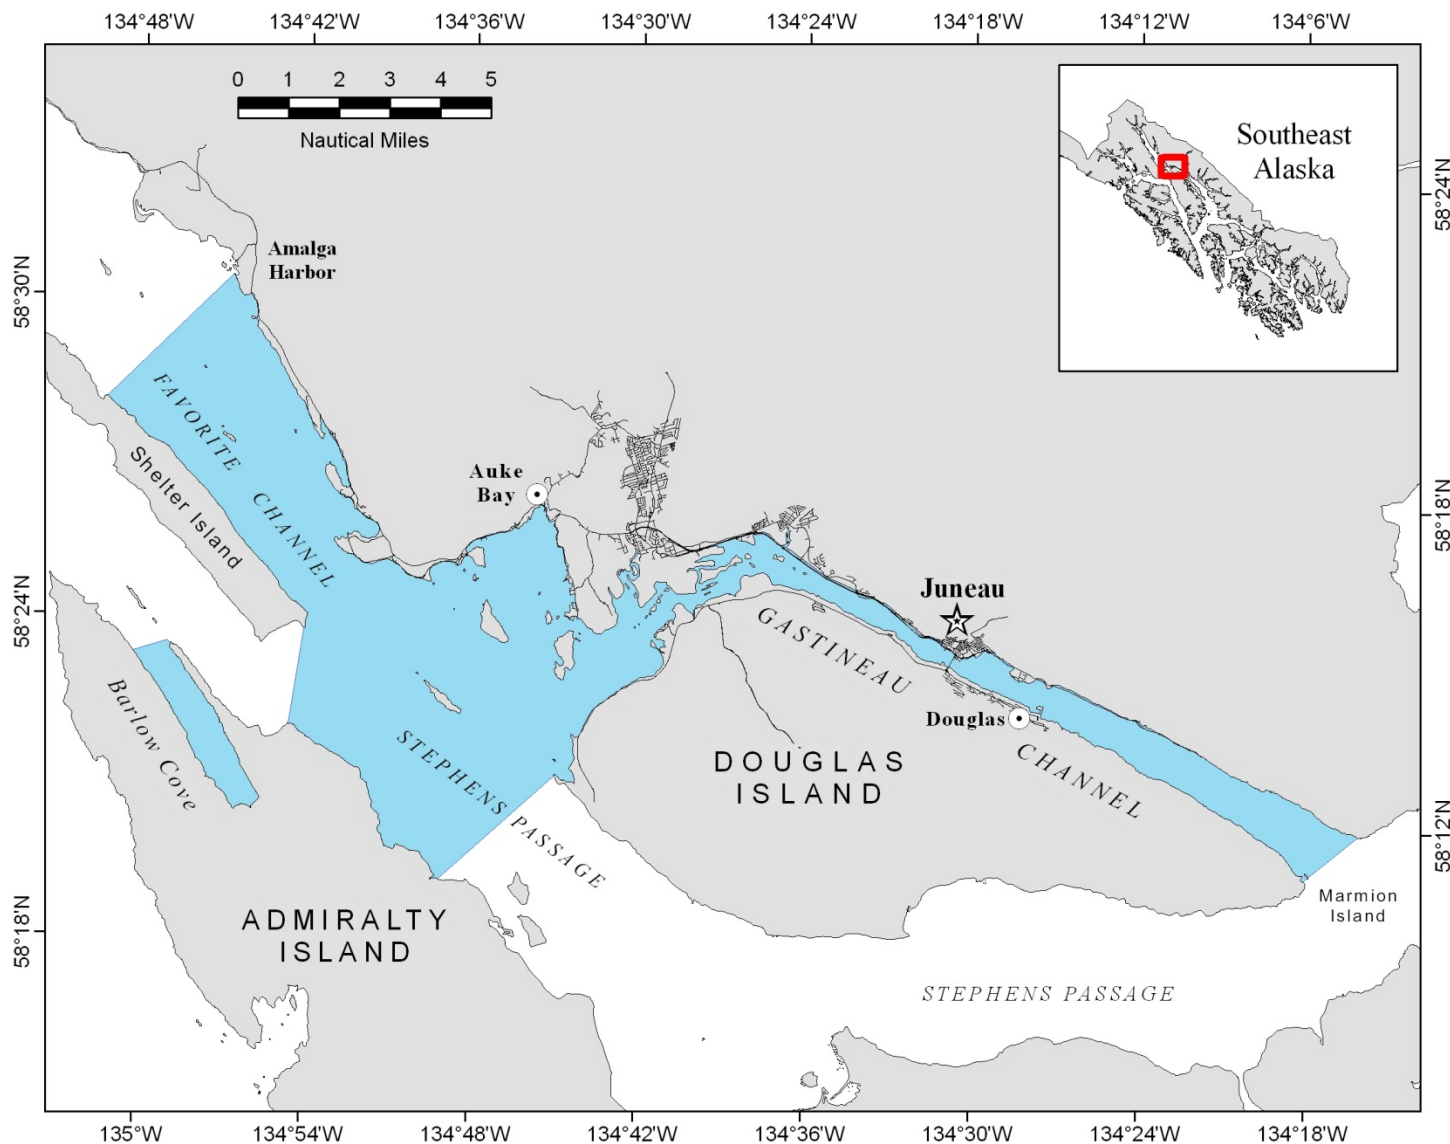 134°48'W 134°42'W 134°36'W 134°30'W 134°24'W 134°18'W 134°12'W 134°6'W
0 1 2 3 4 5
Nautical Miles
Southeast
Alaska
58°24'N
Amalga
Harbor
58°30'N
FAVORITE CHANNEL
Shelter Island
Auke
Bay
58°18'N
Juneau
58°24'N
GASTINEAU
CHANNEL
Barlow Cove
Douglas
STEPHENS PASSAGE
DOUGLAS
ISLAND
58°12'N
Marmion
Island
ADMIRALTY
ISLAND
58°18'N
STEPHENS PASSAGE
135°W 134°54'W 134°48'W 134°42'W 134°36'W 134°30'W 134°24'W 134°18'W